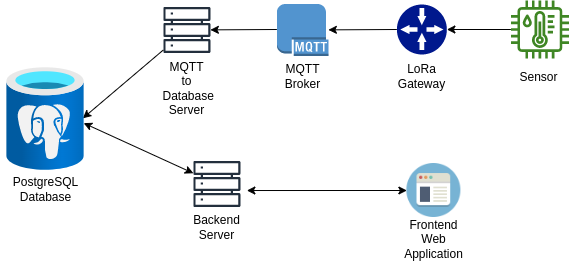 MQTT
MQTT
to
Database
Server
MQTT
Broker
LoRa
Gateway
Sensor
PostgreSQL
Database
Backend
Server
Frontend
Web
Application